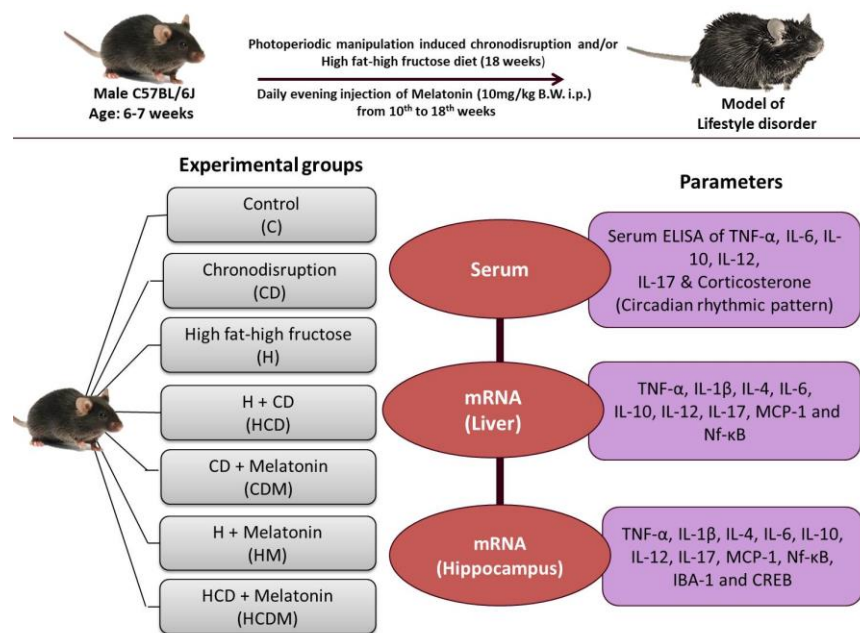 Photoperiodic manipulation induced chronodisruption and/or
High fat-high fructose diet (18 weeks)
Daily evening injection of Melatonin (10mg/kg B.W. i.p.)
from 10th to 18th weeks
Male C57BL/6J
Age: 6-7 weeks
Model of
Lifestyle disorder
Experimental groups
Control
(C)
Chronodisruption
(CD)
High fat-high fructose
(H)
H + CD
(HCD)
CD + Melatonin
(CDM)
H + Melatonin
(HM)
HCD + Melatonin
(HCDM)
Serum
mRNA
(Liver)
mRNA
(Hippocampus)
Parameters
Serum ELISA of TNF-α, IL-6, IL-
10, IL-12,
IL-17 & Corticosterone
(Circadian rhythmic pattern)
TNF-α, IL-1β, IL-4, IL-6,
IL-10, IL-12, IL-17, MCP-1 and
Nf-κB
TNF-α, IL-1β, IL-4, IL-6, IL-10,
IL-12, IL-17, MCP-1, Nf-κB,
IBA-1 and CREB